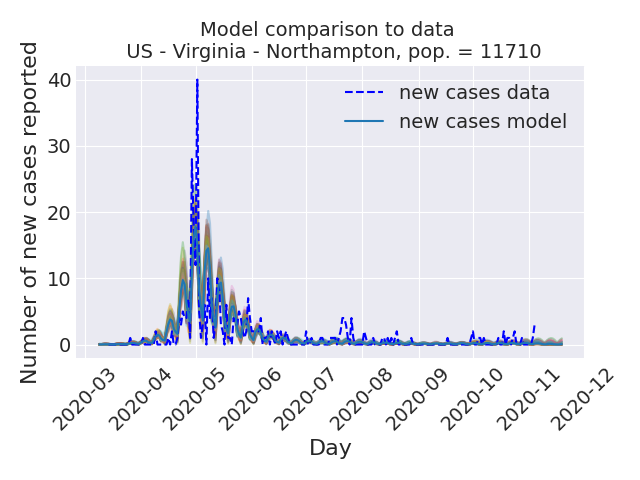 Model comparison to data
US - Virginia - Northampton, pop. = 11710
Number of new cases reported
40
30
20
10
0
new cases data
new cases model
2020-03
2020-04
2020-05
2020-06
2020-07
2020-08
2020-09
2020-10
2020-11
2020-12
Day